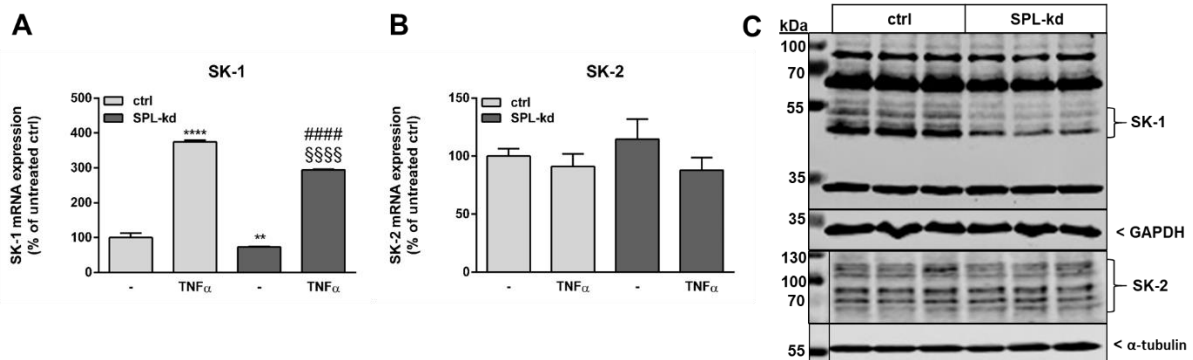 A
SK-1
SK-1 mRNA expression
(% of untreated ctrl)
500
400
300
200
100
0
ctrl
SPL-kd
****
**
####
§§§§
-
TNFα
-
TNFα
B
SK-2
SK-2 mRNA expression
(% of untreated ctrl)
150
100
50
0
ctrl
SPL-kd
-
TNFα
-
TNFα
C
kDa
ctrl
SPL-kd
100
70
55
35
SK-1
35
< GAPDH
130
100
70
SK-2
55
< α-tubulin